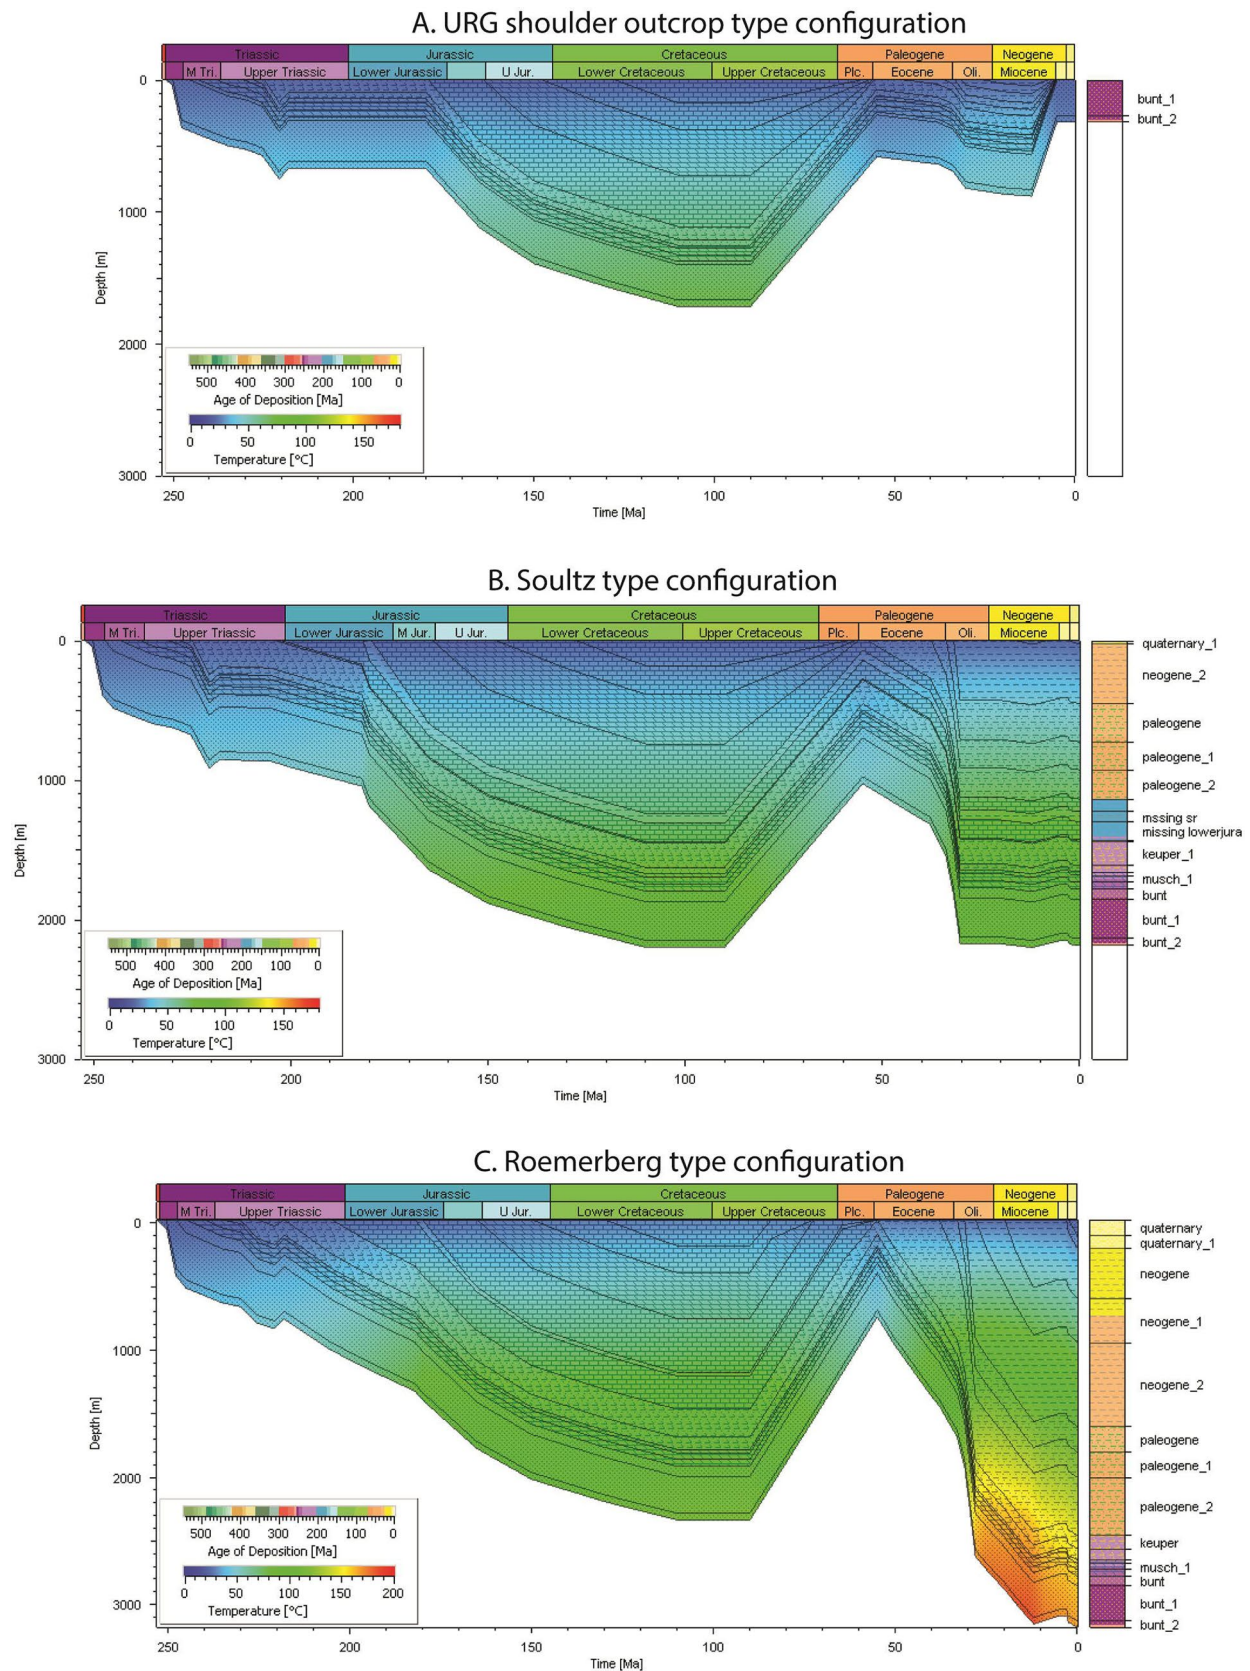 A. URG shoulder outcrop type configuration
Triassic Jurassic Cretaceous Paleogene Neogene
M Tri. Upper Triassic Lower Jurassic U Jur. Lower Cretaceous Upper Cretaceous Plc. Eocene Oli. Miocene
0
1000
2000
3000
Depth [m]
bunt_1
bunt_2
500 400 300 200 100 0
Age of Deposition [Ma]
0 50 100 150
Temperature [°C]
250 200 150 100 50 0
Time [Ma]
B. Soultz type configuration
Triassic Jurassic Cretaceous Paleogene Neogene
M Tri. Upper Triassic Lower Jurassic M Jur. U Jur. Lower Cretaceous Upper Cretaceous Plc. Eocene Oli. Miocene
0
1000
2000
3000
Depth [m]
quaternary_1
neogene_2
paleogene
paleogene_1
paleogene_2
mssing sr
missing lowerjura
keuper_1
musch_1
bunt
bunt_1
bunt_2
500 400 300 200 100 0
Age of Deposition [Ma]
0 50 100 150
Temperature [°C]
250 200 150 100 50 0
Time [Ma]
C. Roemerberg type configuration
Triassic Jurassic Cretaceous Paleogene Neogene
M Tri. Upper Triassic Lower Jurassic U Jur. Lower Cretaceous Upper Cretaceous Plc. Eocene Oli. Miocene
0
1000
2000
3000
Depth [m]
quaternary
quaternary_1
neogene
neogene_1
neogene_2
paleogene
paleogene_1
paleogene_2
keuper
musch_1
bunt
bunt_1
bunt_2
500 400 300 200 100 0
Age of Deposition [Ma]
0 50 100 150 200
Temperature [°C]
250 200 150 100 50 0
Time [Ma]